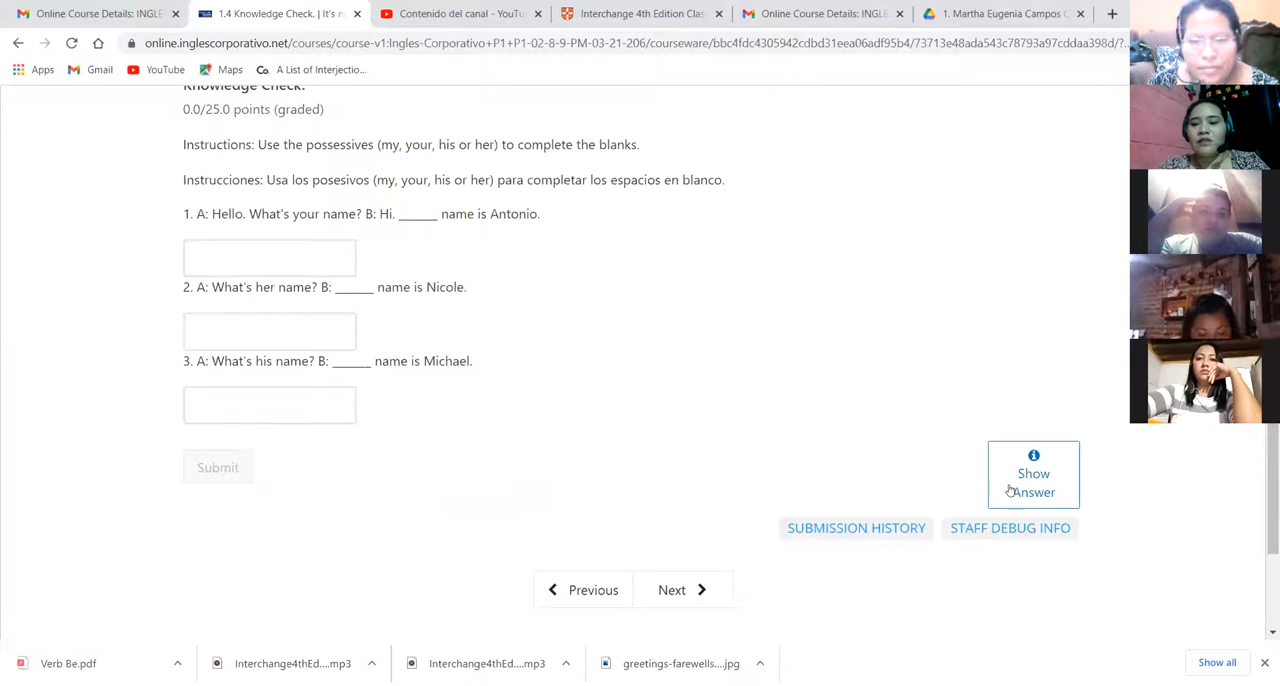 Online Course Details: INGLE
1.4 Knowledge Check. | It's n
Contenido del canal - YouTu
Interchange 4th Edition Clas
Online Course Details: INGLE
1. Martha Eugenia Campos C
online.inglescorporativo.net/courses/course-v1:Ingles-Corporativo+P1+P1-02-8-9-PM-03-21-206/courseware/bbc4fdc4305942cdbd31eea06adf95b4/73713e48ada543c78793a97cddaa398d/?...
Apps
Gmail
YouTube
Maps
Co.
A List of Interjectio...
Knowledge Check.
0.0/25.0 points (graded)
Instructions: Use the possessives (my, your, his or her) to complete the blanks.
Instrucciones: Usa los posesivos (my, your, his or her) para completar los espacios en blanco.
1. A: Hello. What's your name? B: Hi. ______ name is Antonio.
2. A: What's her name? B: ______ name is Nicole.
3. A: What's his name? B: ______ name is Michael.
Submit
Show
Answer
SUBMISSION HISTORY
STAFF DEBUG INFO
Previous
Next
Verb Be.pdf
Interchange4thEd....mp3
Interchange4thEd....mp3
greetings-farewells....jpg
Show all